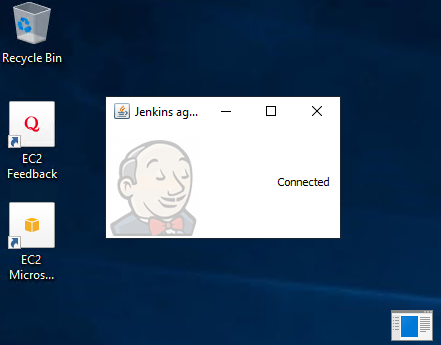 Recycle Bin
Q
EC2
Feedback
EC2
Micros...
Jenkins ag...
Connected